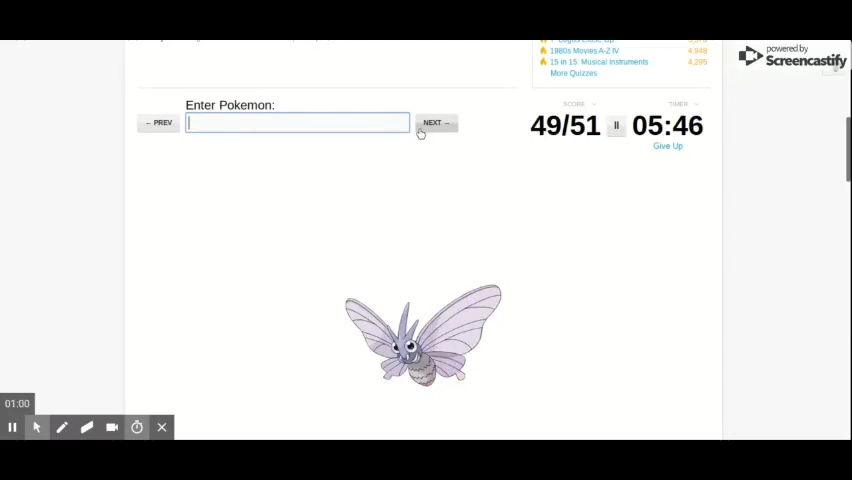 1980s Movies A-Z IV 4,948
15 in 15: Musical Instruments 4,295
More Quizzes
powered by
Screencastify
Enter Pokemon:
← PREV
NEXT →
SCORE
49/51
TIMER
05:46
Give Up
01:00